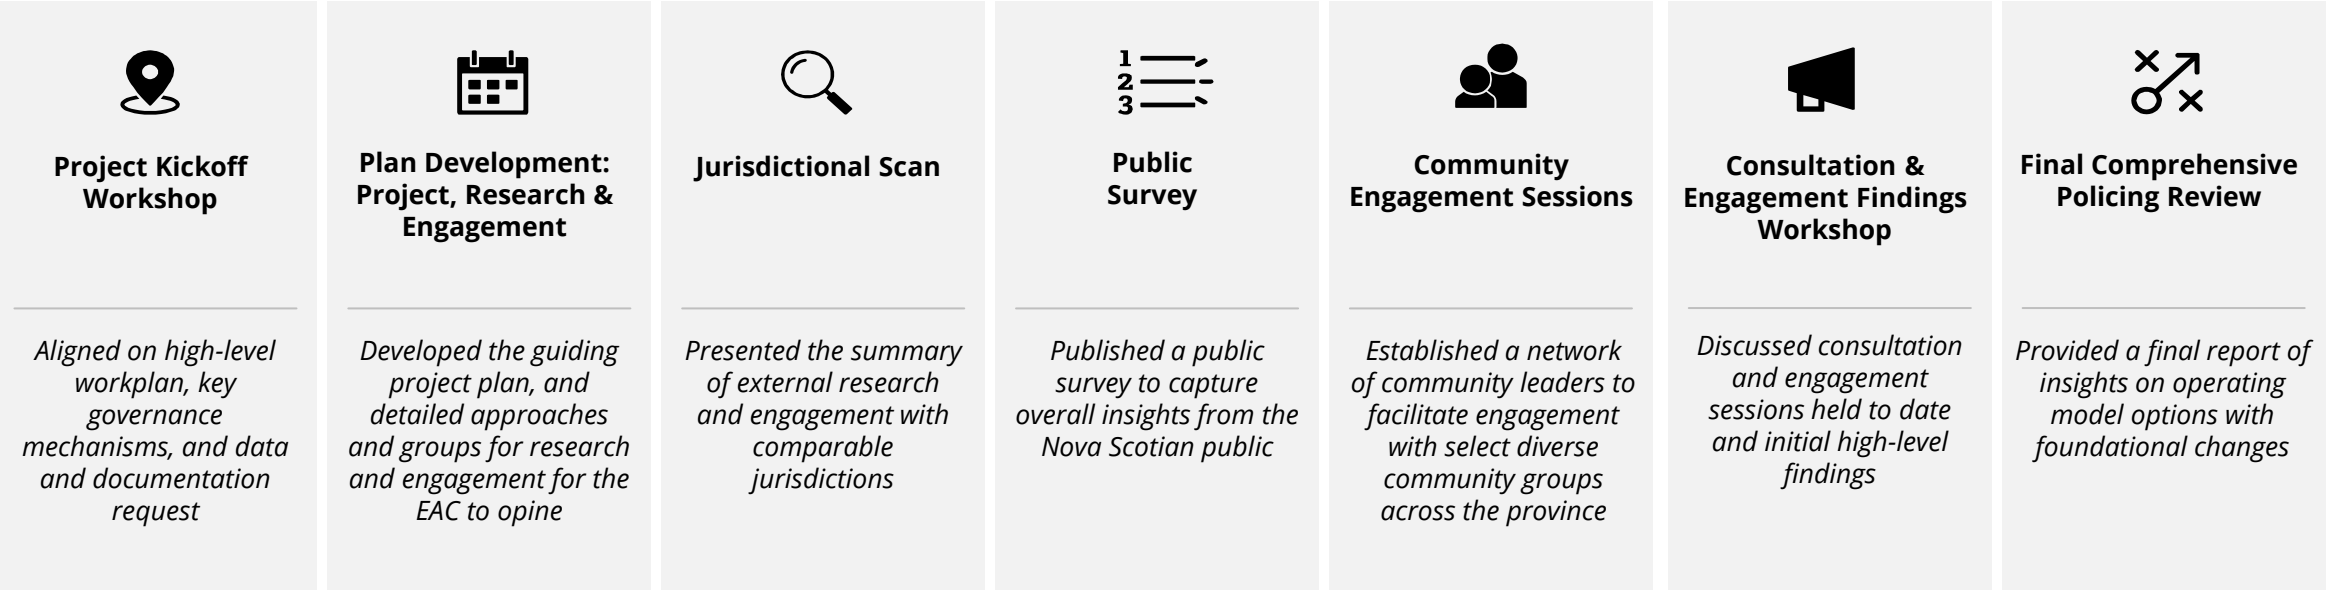 Project Kickoff
Workshop
Aligned on high-level
workplan, key
governance
mechanisms, and data
and documentation
request
Plan Development:
Project, Research &
Engagement
Developed the guiding
project plan, and
detailed approaches
and groups for research
and engagement for the
EAC to opine
Jurisdictional Scan
Presented the summary
of external research
and engagement with
comparable
jurisdictions
1
2
3
Public
Survey
Published a public
survey to capture
overall insights from the
Nova Scotian public
Community
Engagement Sessions
Established a network
of community leaders to
facilitate engagement
with select diverse
community groups
across the province
Consultation &
Engagement Findings
Workshop
Discussed consultation
and engagement
sessions held to date
and initial high-level
findings
Final Comprehensive
Policing Review
Provided a final report of
insights on operating
model options with
foundational changes